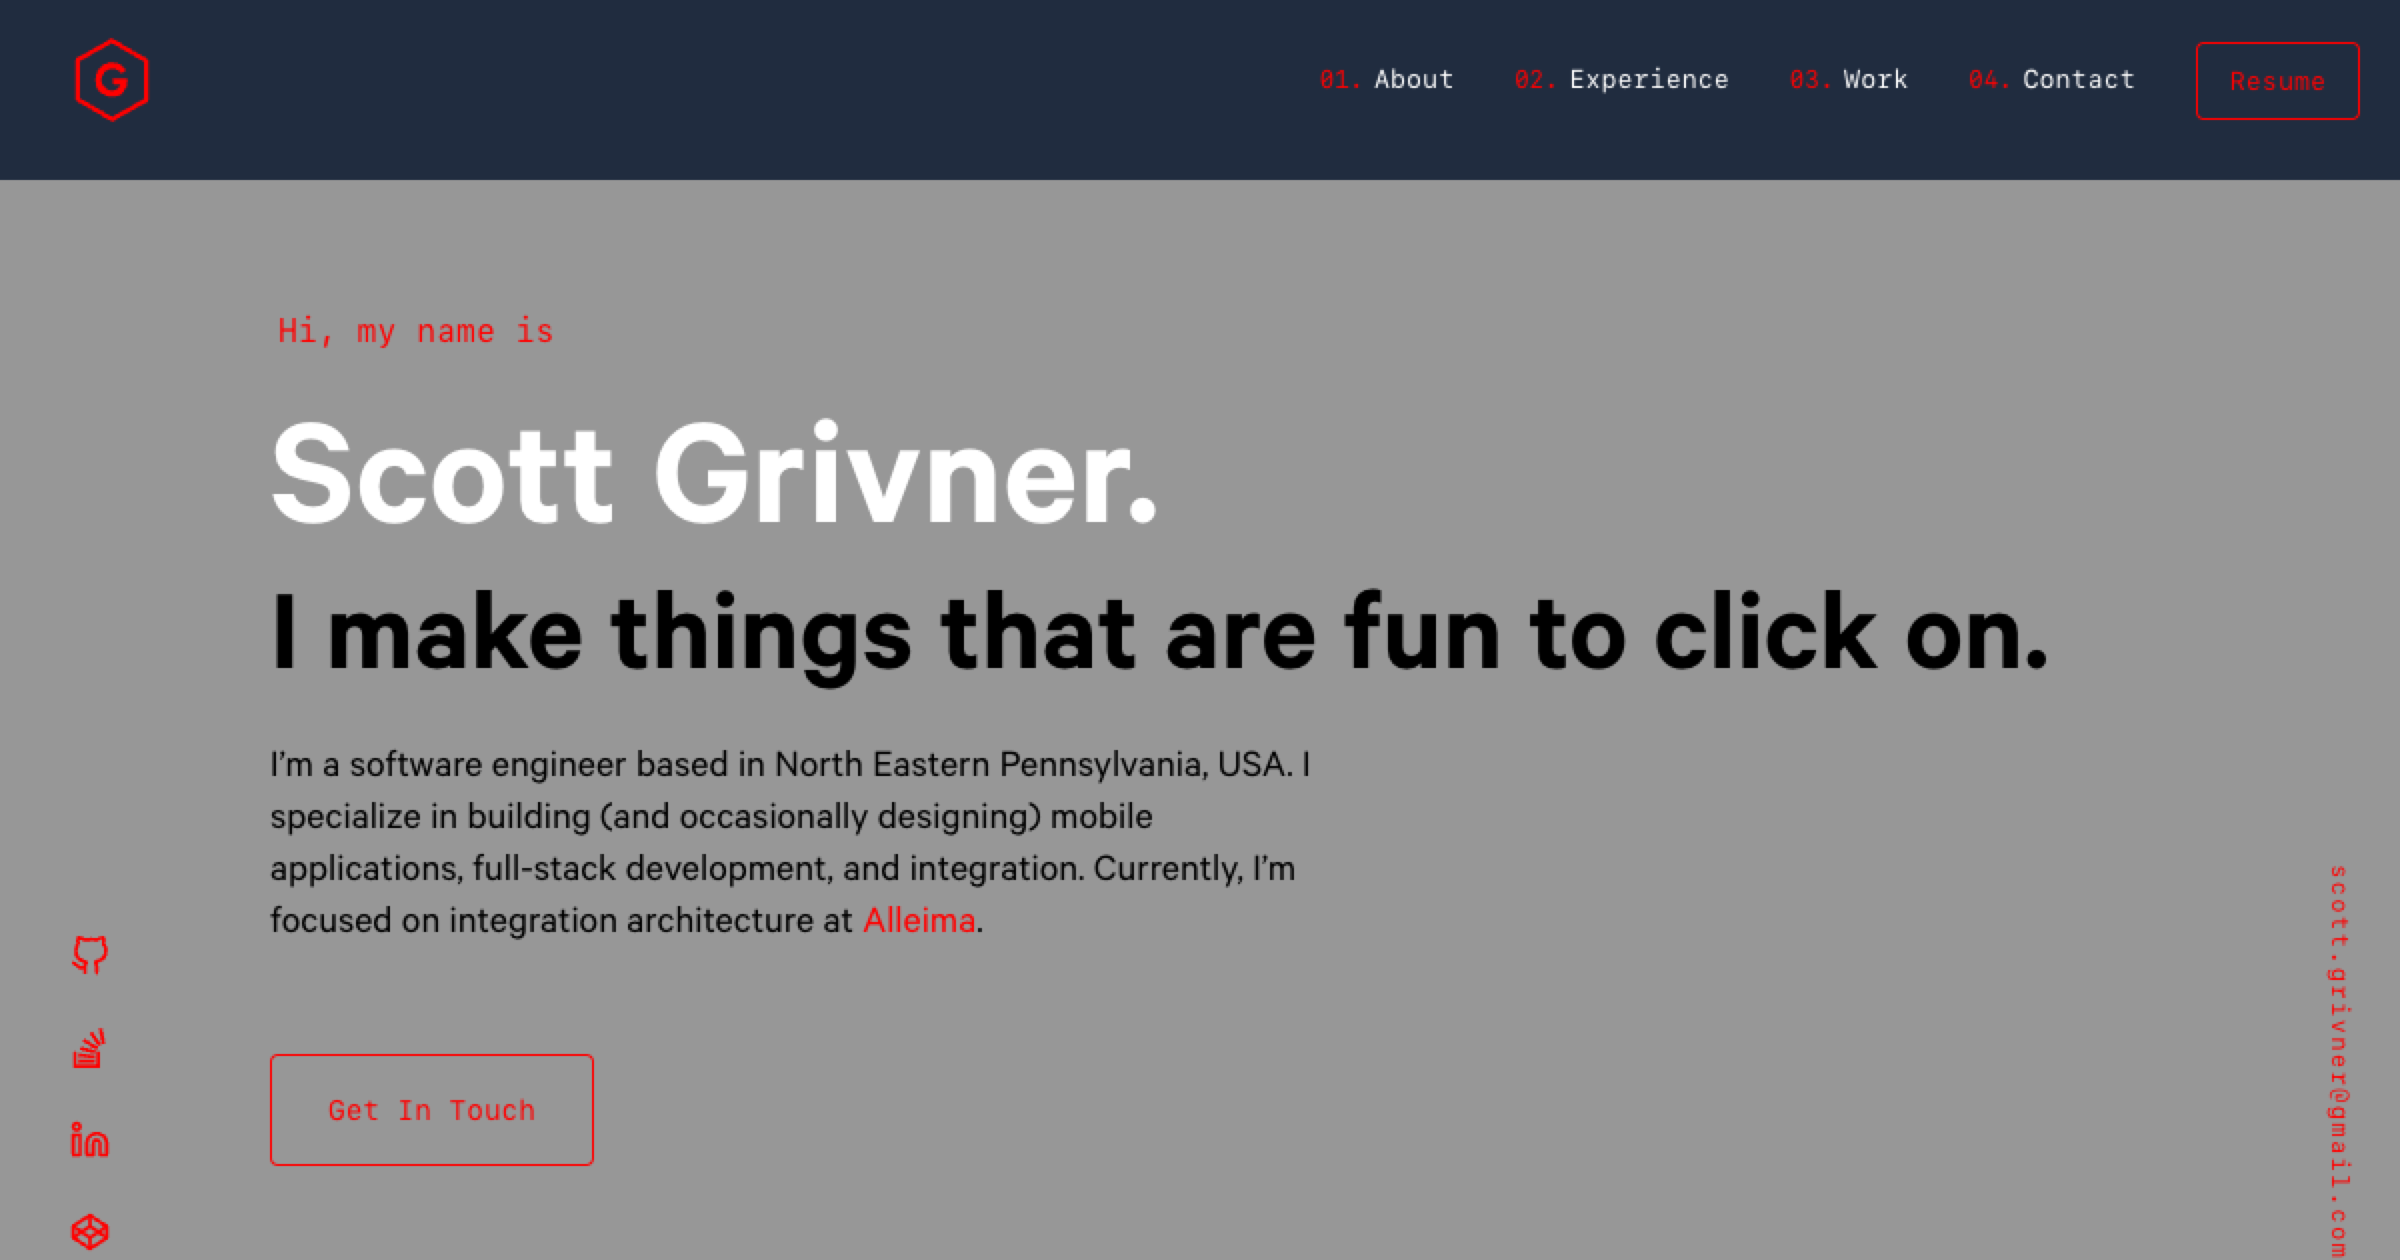 G
01. About 02. Experience 03. Work 04. Contact Resume
Hi, my name is
Scott Grivner.
I make things that are fun to click on.
I’m a software engineer based in North Eastern Pennsylvania, USA. I
specialize in building (and occasionally designing) mobile
applications, full-stack development, and integration. Currently, I’m
focused on integration architecture at Alleima.
Get In Touch
in
scott.grivner@gmail.com